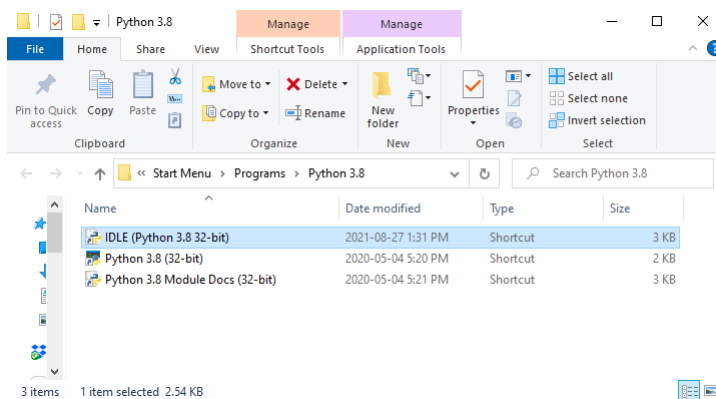 Python 3.8
Manage
Manage
File
Home
Share
View
Shortcut Tools
Application Tools
Pin to Quick access
Copy
Paste
Move to
Copy to
Delete
Rename
New folder
Properties
Select all
Select none
Invert selection
Clipboard
Organize
New
Open
Select
« Start Menu > Programs > Python 3.8
Search Python 3.8
Name Date modified Type Size
IDLE (Python 3.8 32-bit) 2021-08-27 1:31 PM Shortcut 3 KB
Python 3.8 (32-bit) 2020-05-04 5:20 PM Shortcut 2 KB
Python 3.8 Module Docs (32-bit) 2020-05-04 5:21 PM Shortcut 3 KB
3 items 1 item selected 2.54 KB